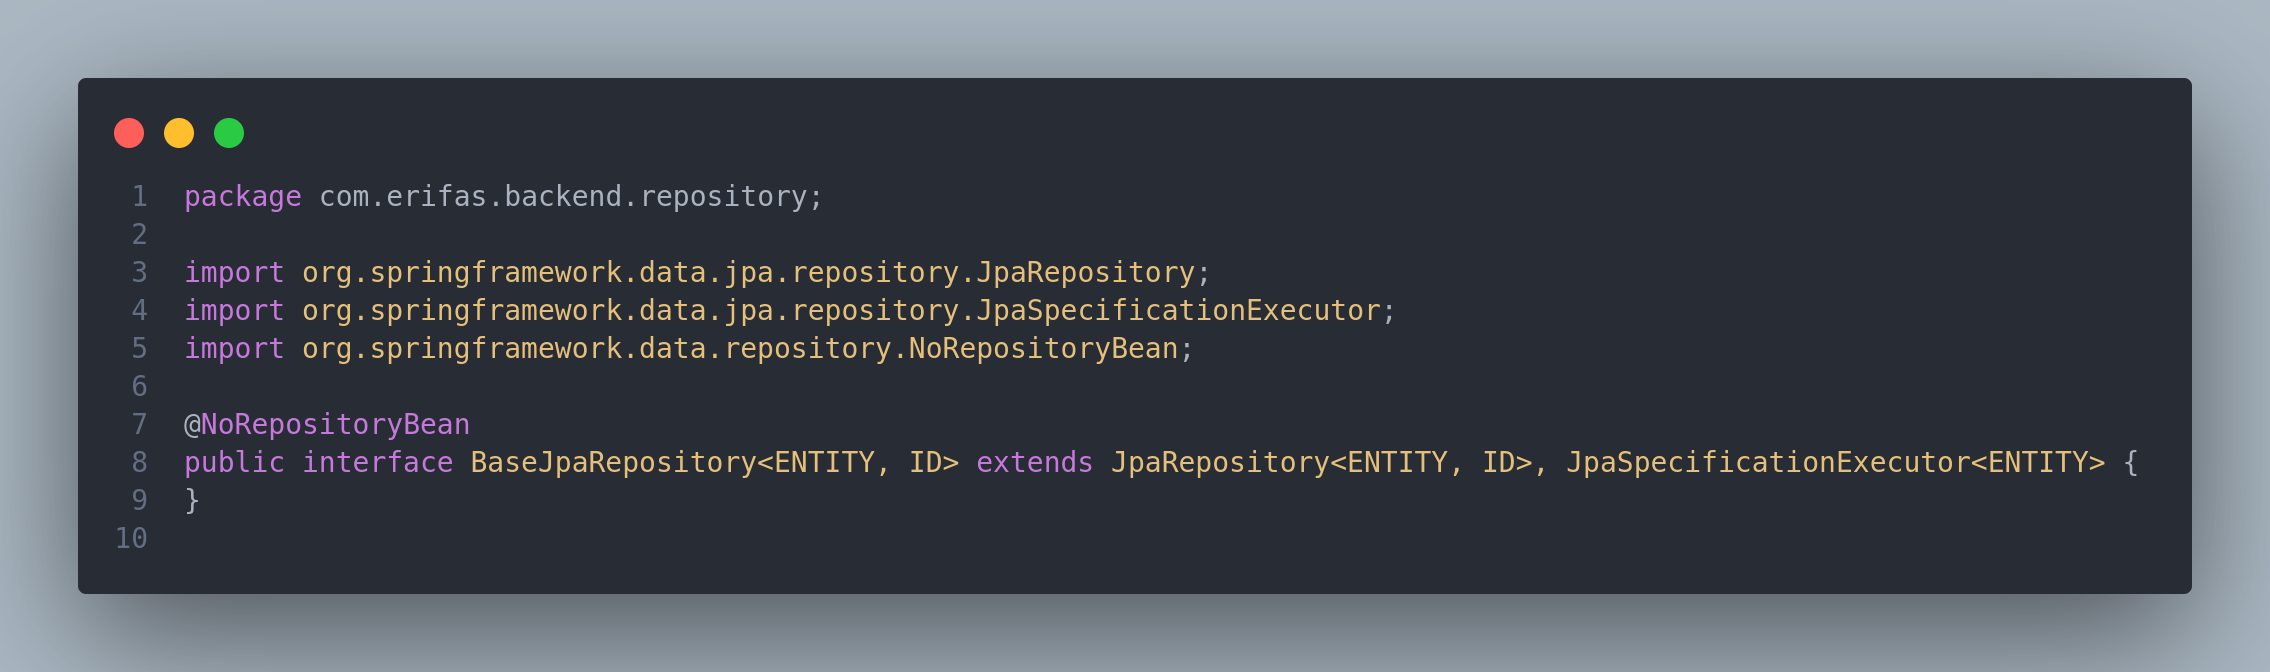 1 package com.erifas.backend.repository;
2
3 import org.springframework.data.jpa.repository.JpaRepository;
4 import org.springframework.data.jpa.repository.JpaSpecificationExecutor;
5 import org.springframework.data.repository.NoRepositoryBean;
6
7 @NoRepositoryBean
8 public interface BaseJpaRepository<ENTITY, ID> extends JpaRepository<ENTITY, ID>, JpaSpecificationExecutor<ENTITY> {
9 }
10